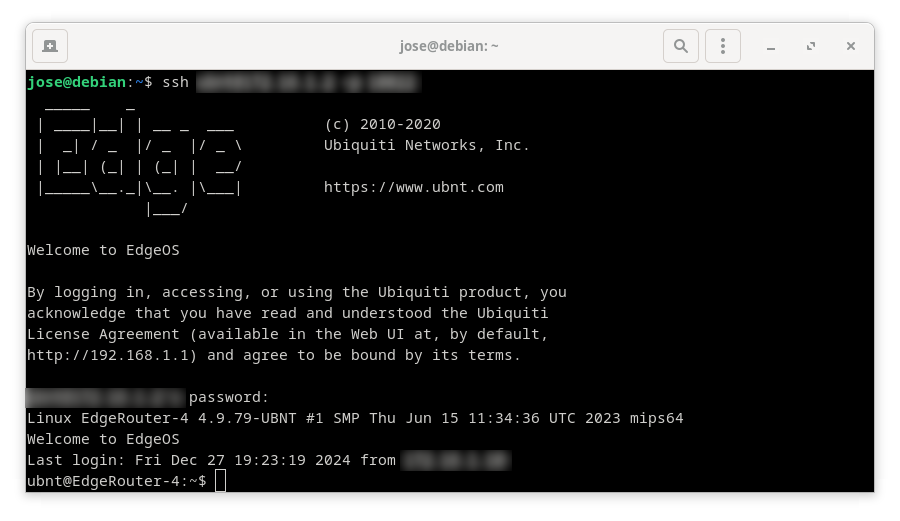 jose@debian: ~
jose@debian:~$ ssh
  _____    _
 | ____|__| | __ _  ___          (c) 2010-2020
 |  _| / _  |/ _  |/ _ \         Ubiquiti Networks, Inc.
 | |__| (_| | (_| |  __/
 |_____\__._|\__. |\___|         https://www.ubnt.com
             |___/
Welcome to EdgeOS
By logging in, accessing, or using the Ubiquiti product, you
acknowledge that you have read and understood the Ubiquiti
License Agreement (available in the Web UI at, by default,
http://192.168.1.1) and agree to be bound by its terms.
password:
Linux EdgeRouter-4 4.9.79-UBNT #1 SMP Thu Jun 15 11:34:36 UTC 2023 mips64
Welcome to EdgeOS
Last login: Fri Dec 27 19:23:19 2024 from
ubnt@EdgeRouter-4:~$